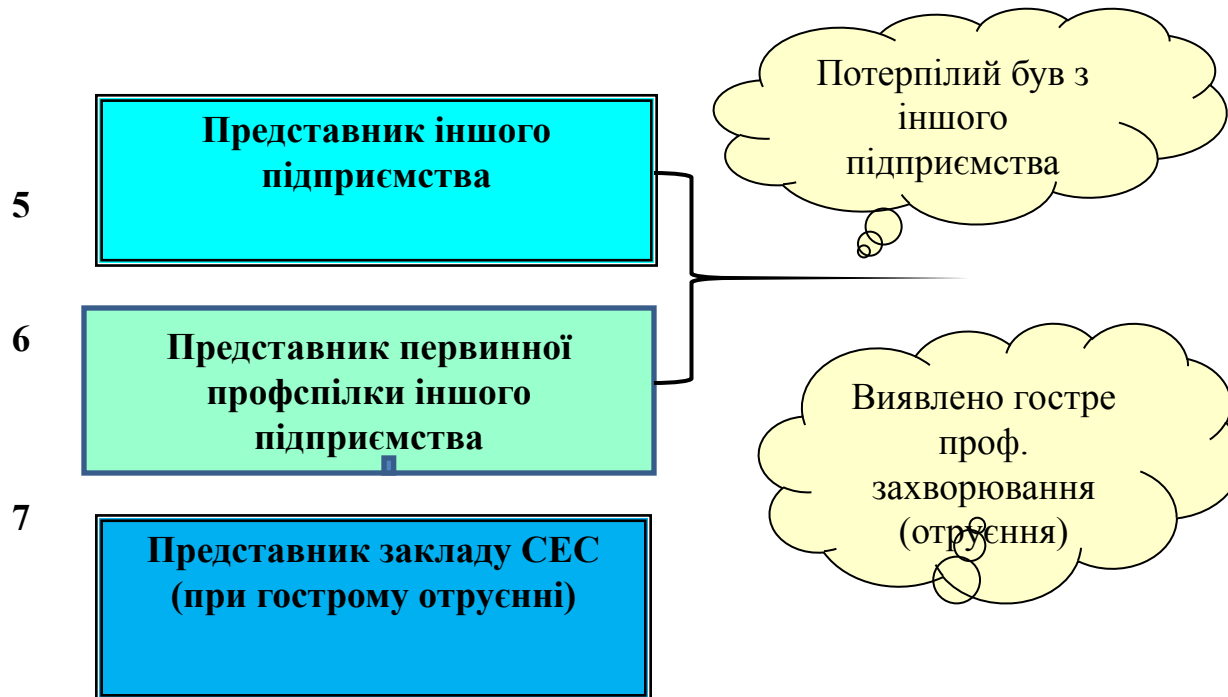 Потерпілий був з
іншого
підприємства
5
Представник іншого
підприємства
6
Представник первинної
профспілки іншого
підприємства
Виявлено гостре
проф.
захворювання
(отруєння)
7
Представник закладу СЕС
(при гострому отруєнні)